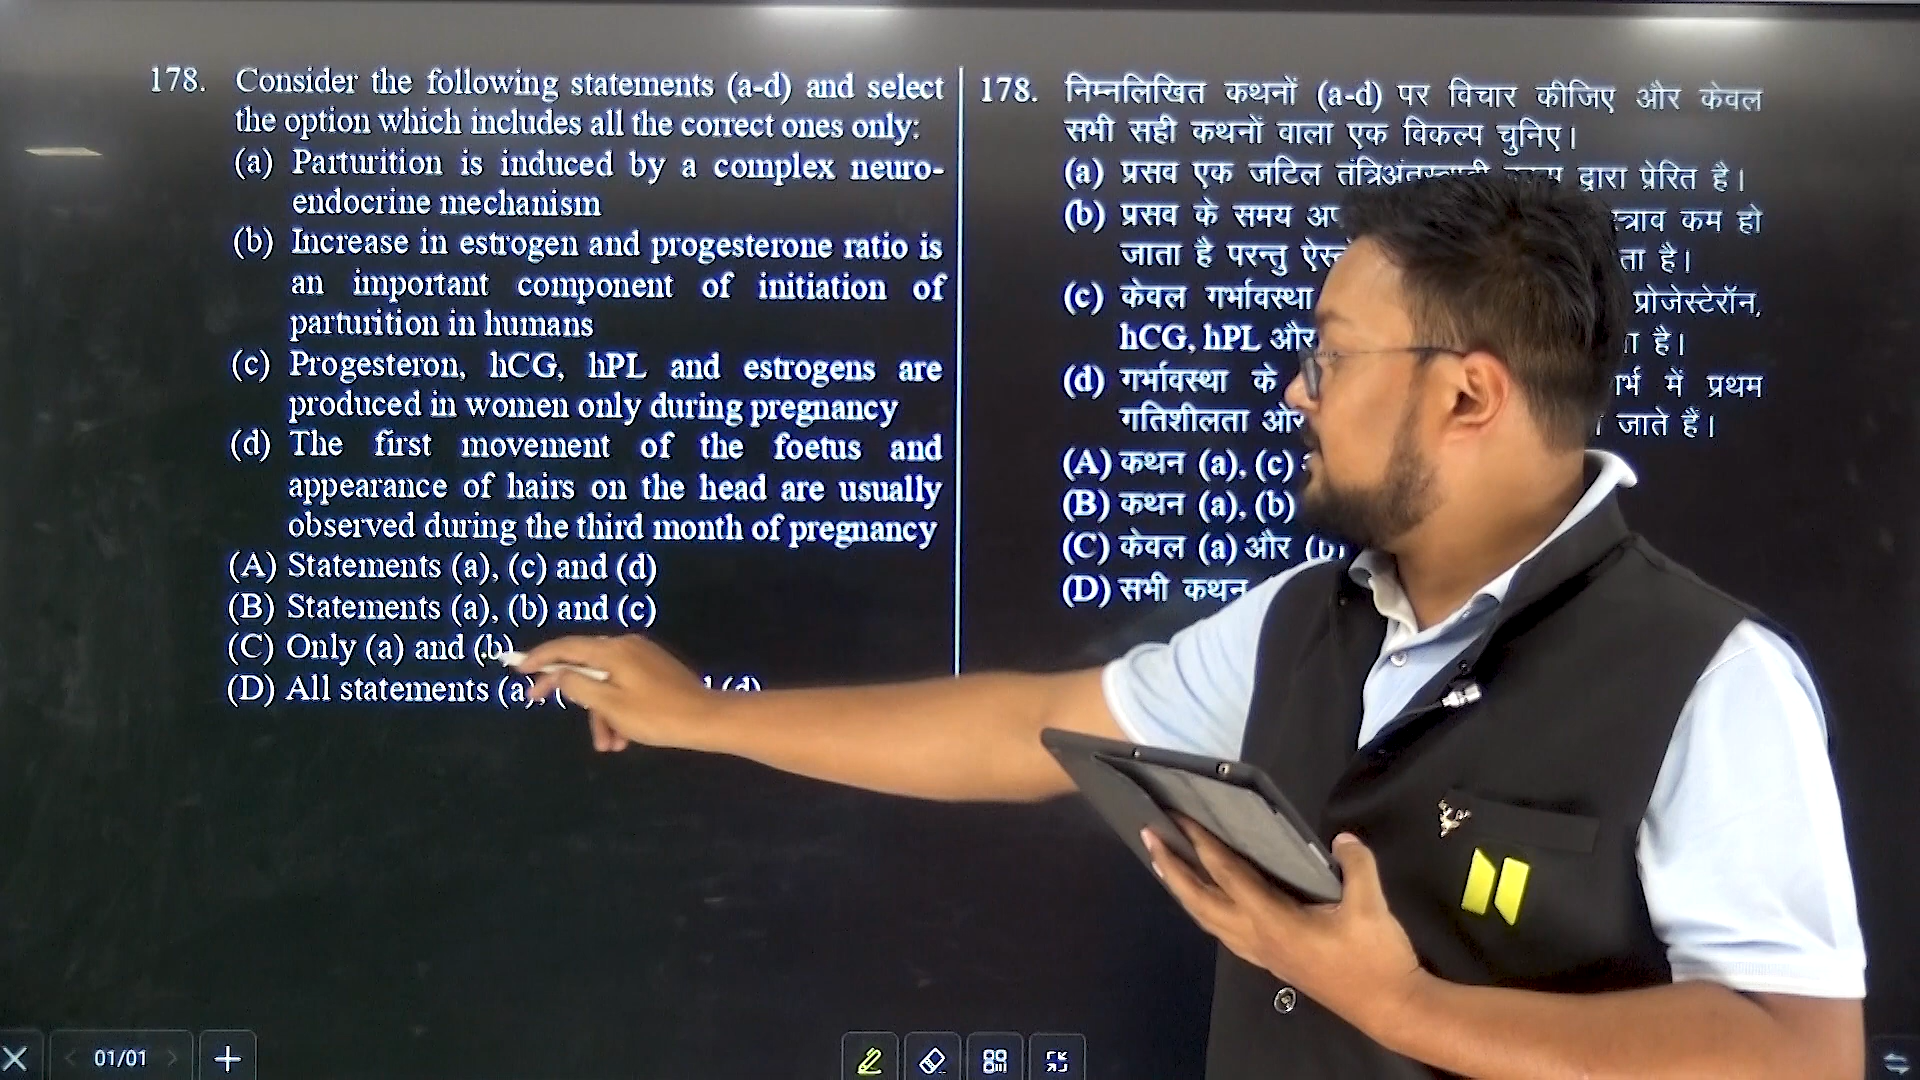 178. Consider the following statements (a-d) and select
the option which includes all the correct ones only:
(a) Parturition is induced by a complex neuro-
endocrine mechanism
(b) Increase in estrogen and progesterone ratio is
an important component of initiation of
parturition in humans
(c) Progesteron, hCG, hPL and estrogens are
produced in women only during pregnancy
(d) The first movement of the foetus and
appearance of hairs on the head are usually
observed during the third month of pregnancy
(A) Statements (a), (c) and (d)
(B) Statements (a), (b) and (c)
(C) Only (a) and (b)
(D) All statements (a), (d)
178. निम्नलिखित कथनों (a-d) पर विचार कीजिए और केवल
सभी सही कथनों वाला एक विकल्प चुनिए।
(a) प्रसव एक जटिल द्वारा प्रेरित है।
(b) प्रसव के समय कम हो
जाता है परन्तु है।
(c) केवल गर्भावस्था प्रोजेस्टेरॉन,
hCG, hPL और है।
(d) गर्भावस्था के में प्रथम
गतिशीलता जाते हैं।
(A) कथन (a), (c)
(B) कथन (a), (b)
(C) केवल (a) और (b)
(D) सभी कथन
01/01